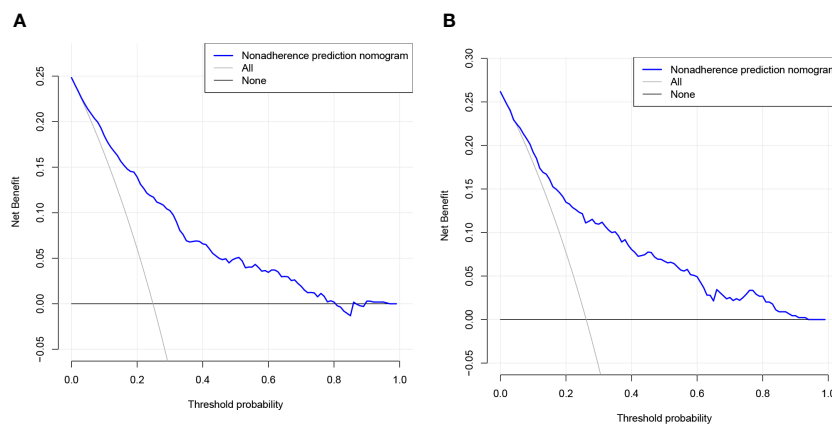 A
Nonadherence prediction nomogram
All
None
0.25
0.20
0.15
0.10
0.05
0.00
−0.05
Net Benefit
0.0 0.2 0.4 0.6 0.8 1.0
Threshold probability
B
Nonadherence prediction nomogram
All
None
0.30
0.25
0.20
0.15
0.10
0.05
0.00
−0.05
Net Benefit
0.0 0.2 0.4 0.6 0.8 1.0
Threshold probability